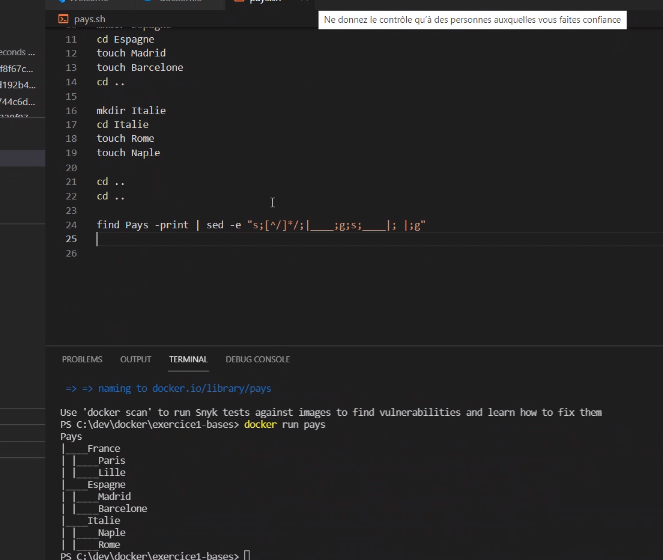 pays.sh
Ne donnez le contrôle qu'à des personnes auxquelles vous faites confiance
pays.sh
econds ...
f8f67c...
d192b4...
744c6d...
11 cd Espagne
12 touch Madrid
13 touch Barcelone
14 cd ..
15
16 mkdir Italie
17 cd Italie
18 touch Rome
19 touch Naple
20
21 cd ..
22 cd ..
23
24 find Pays -print | sed -e "s;[^/]*/;|____;g;s;____|; |;g"
25
26
PROBLEMS OUTPUT TERMINAL DEBUG CONSOLE
=> => naming to docker.io/library/pays
Use 'docker scan' to run Snyk tests against images to find vulnerabilities and learn how to fix them
PS C:\dev\docker\exercice1-bases> docker run pays
Pays
|____France
| |____Paris
| |____Lille
|____Espagne
| |____Madrid
| |____Barcelone
|____Italie
| |____Naple
| |____Rome
PS C:\dev\docker\exercice1-bases>